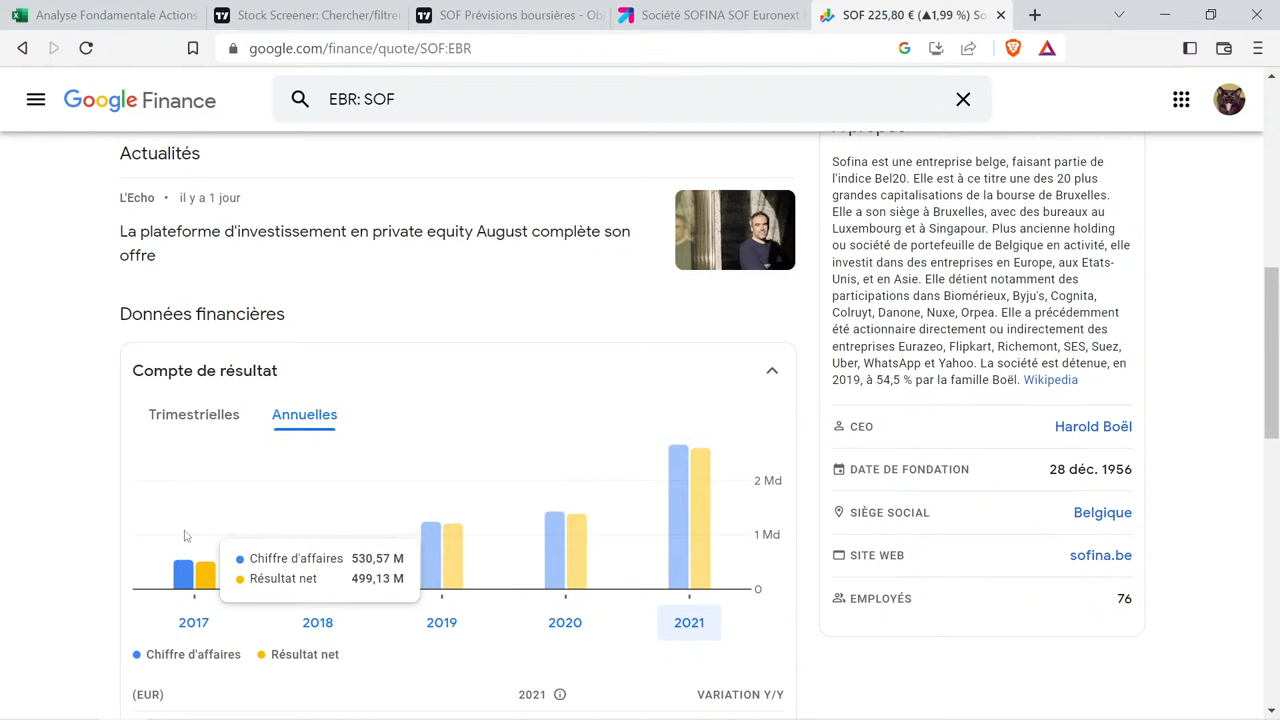 Analyse Fondamentale Actions
Stock Screener: Chercher, filtrer
SOF Prévisions boursières - Ob
Société SOFINA SOF Euronext
SOF 225,80 € (▲1,99 %) So
google.com/finance/quote/SOF:EBR
Google Finance
EBR: SOF
Actualités
L'Echo • il y a 1 jour
La plateforme d'investissement en private equity August complète son
offre
Données financières
Compte de résultat
Trimestrielles Annuelles
2 Md
1 Md
0
Chiffre d'affaires 530,57 M
Résultat net 499,13 M
2017 2018 2019 2020 2021
Chiffre d'affaires Résultat net
(EUR) 2021 VARIATION Y/Y
Sofina est une entreprise belge, faisant partie de
l'indice Bel20. Elle est à ce titre une des 20 plus
grandes capitalisations de la bourse de Bruxelles.
Elle a son siège à Bruxelles, avec des bureaux au
Luxembourg et à Singapour. Plus ancienne holding
ou société de portefeuille de Belgique en activité, elle
investit dans des entreprises en Europe, aux Etats-
Unis, et en Asie. Elle détient notamment des
participations dans Biomérieux, Byju's, Cognita,
Colruyt, Danone, Nuxe, Orpea. Elle a précédemment
été actionnaire directement ou indirectement des
entreprises Eurazeo, Flipkart, Richemont, SES, Suez,
Uber, WhatsApp et Yahoo. La société est détenue, en
2019, à 54,5 % par la famille Boël. Wikipedia
CEO Harold Boël
DATE DE FONDATION 28 déc. 1956
SIÈGE SOCIAL Belgique
SITE WEB sofina.be
EMPLOYÉS 76